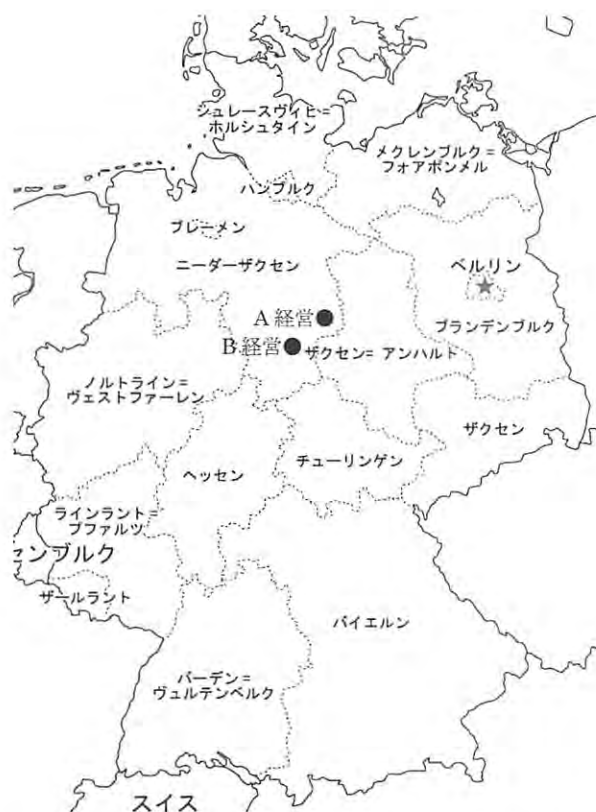 シュレースヴィヒ=
ホルシュタイン
メクレンブルク=
フォアポンメル
ハンブルク
ブレーメン
ニーダーザクセン
ベルリン
A 経営
ブランデンブルク
B 経営
ザクセン= アンハルト
ノルトライン=
ヴェストファーレン
ザクセン
ヘッセン
チューリンゲン
ラインラント=
プファルツ
センブルク
ザールラント
バイエルン
バーデン=
ヴュルテンベルク
スイス